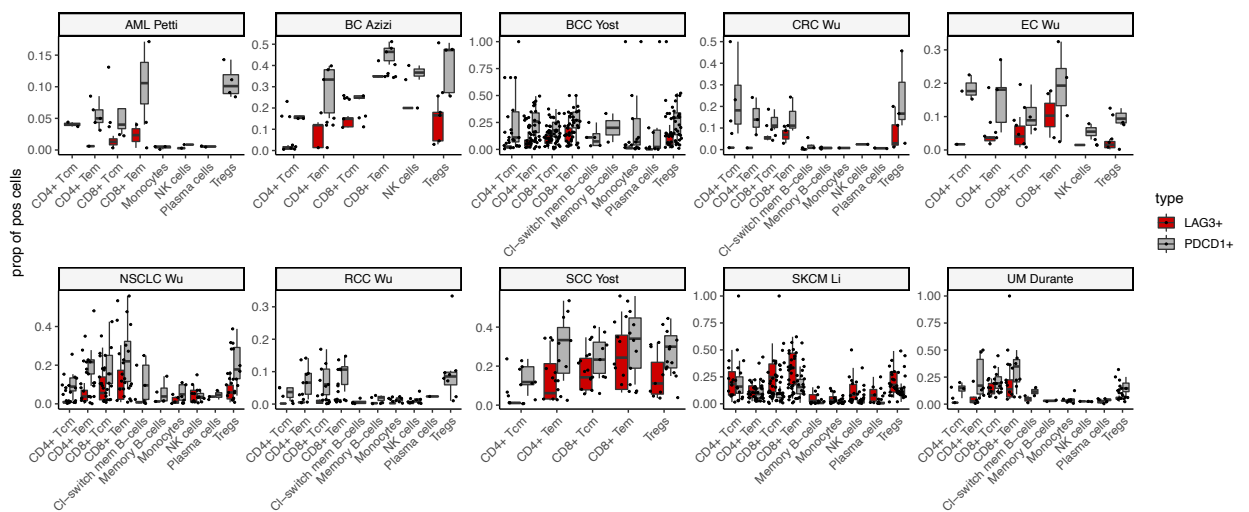 AML Petti
BC Azizi
BCC Yost
CRC Wu
EC Wu
0.15
0.10
0.05
0.00
0.5
0.4
0.3
0.2
0.1
0.0
1.00
0.75
0.50
0.25
0.00
0.5
0.4
0.3
0.2
0.1
0.0
0.3
0.2
0.1
0.0
CD4+ Tcm
CD4+ Tem
CD8+ Tcm
CD8+ Tem
Monocytes
NK cells
Plasma cells
Tregs
CD4+ Tcm
CD4+ Tem
CD8+ Tcm
CD8+ Tem
NK cells
Tregs
CD4+ Tcm
CD4+ Tem
CD8+ Tcm
CD8+ Tem
Cl−switch mem B−cells
Memory B−cells
Monocytes
Plasma cells
Tregs
CD4+ Tcm
CD4+ Tem
CD8+ Tcm
CD8+ Tem
Cl−switch mem B−cells
Memory B−cells
Monocytes
NK cells
Plasma cells
Tregs
CD4+ Tcm
CD4+ Tem
CD8+ Tcm
CD8+ Tem
NK cells
Tregs
prop of pos cells
type
LAG3+
PDCD1+
NSCLC Wu
RCC Wu
SCC Yost
SKCM Li
UM Durante
0.4
0.2
0.0
0.3
0.2
0.1
0.0
0.4
0.2
0.0
1.00
0.75
0.50
0.25
0.00
1.00
0.75
0.50
0.25
0.00
CD4+ Tcm
CD4+ Tem
CD8+ Tcm
CD8+ Tem
Cl−switch mem B−cells
Memory B−cells
Monocytes
NK cells
Plasma cells
Tregs
CD4+ Tcm
CD4+ Tem
CD8+ Tcm
CD8+ Tem
Cl−switch mem B−cells
Memory B−cells
Monocytes
NK cells
Plasma cells
Tregs
CD4+ Tcm
CD4+ Tem
CD8+ Tcm
CD8+ Tem
Tregs
CD4+ Tcm
CD4+ Tem
CD8+ Tcm
CD8+ Tem
Memory B−cells
Monocytes
NK cells
Plasma cells
Tregs
CD4+ Tcm
CD4+ Tem
CD8+ Tcm
CD8+ Tem
Cl−switch mem B−cells
Memory B−cells
Monocytes
NK cells
Plasma cells
Tregs